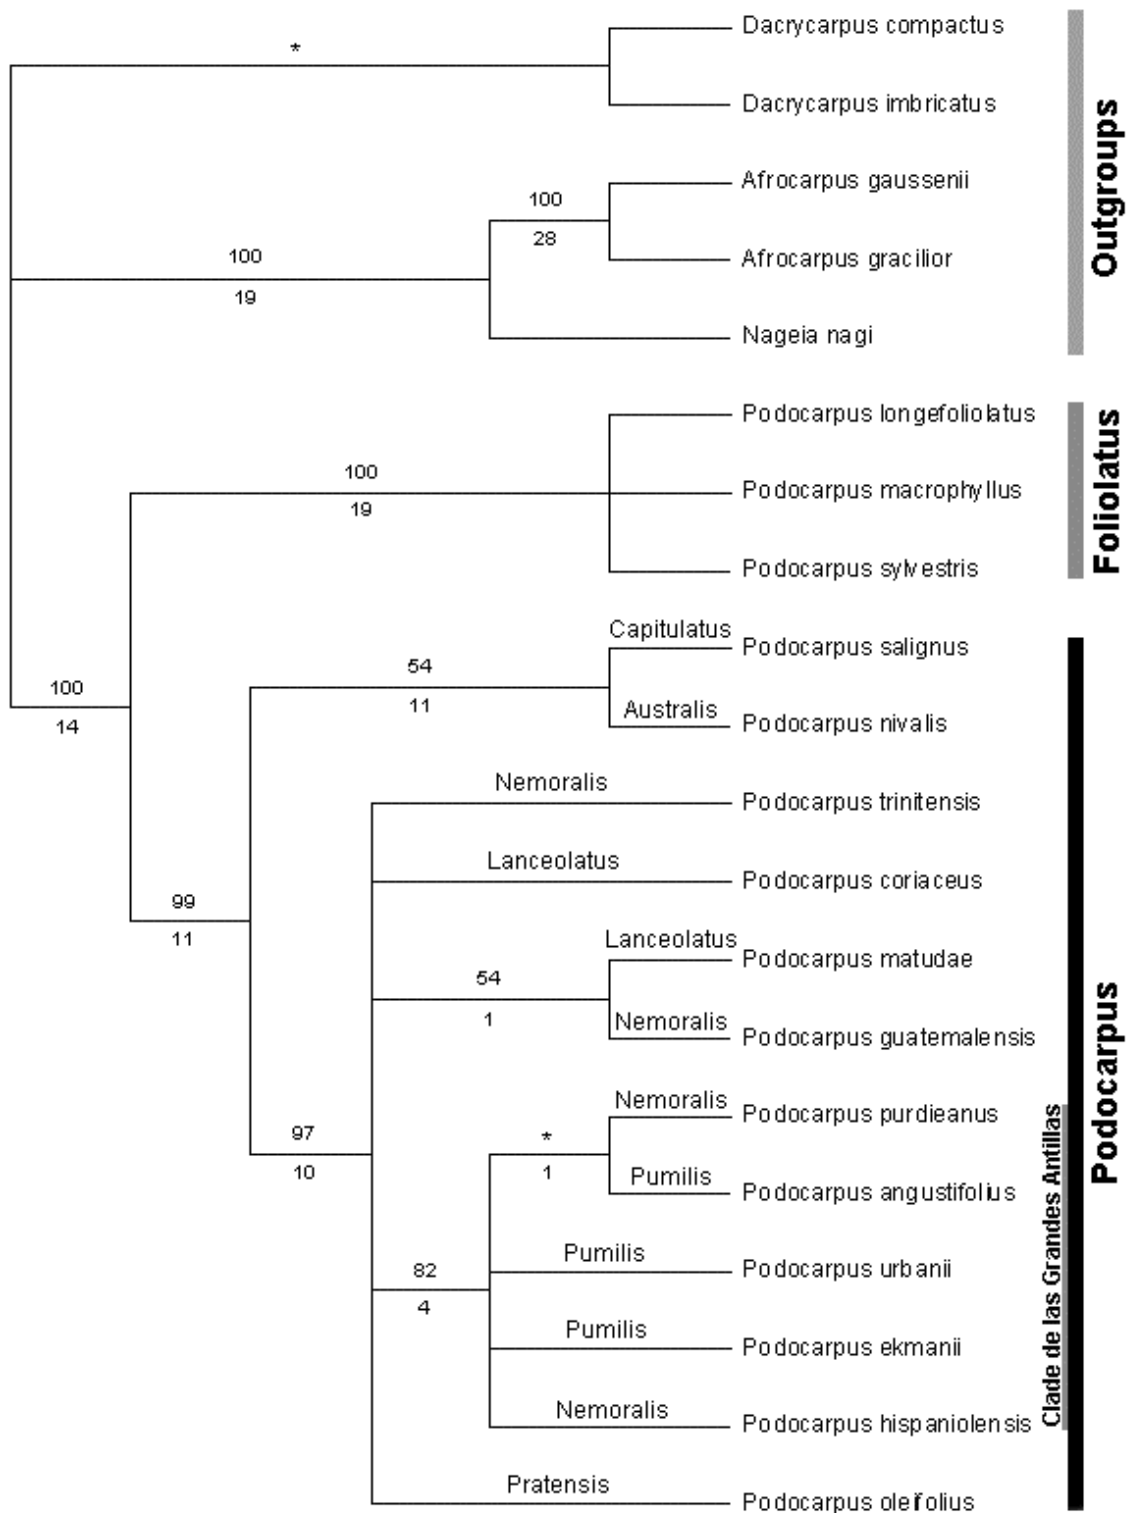 Dacrycarpus compactus
*
Dacrycarpus imbricatus
Afrocarpus gaussenii
100
28
Afrocarpus gracilior
100
19
Nageia nagi
Outgroups
Podocarpus longefoliolatus
100
Podocarpus macrophyllus
19
Podocarpus sylvestris
Foliolatus
Capitulatus
Podocarpus salignus
54
11
Australis
Podocarpus nivalis
100
14
Nemoralis
Podocarpus trinitensis
Lanceolatus
Podocarpus coriaceus
99
11
Lanceolatus
Podocarpus matudae
54
1
Nemoralis
Podocarpus guatemalensis
Nemoralis
Podocarpus purdieanus
97
10
*
1
Pumilis
Podocarpus angustifolius
Pumilis
Podocarpus urbanii
82
4
Pumilis
Podocarpus ekmanii
Nemoralis
Podocarpus hispaniolensis
Pratensis
Podocarpus oleifolius
Clade de las Grandes Antillas
Podocarpus